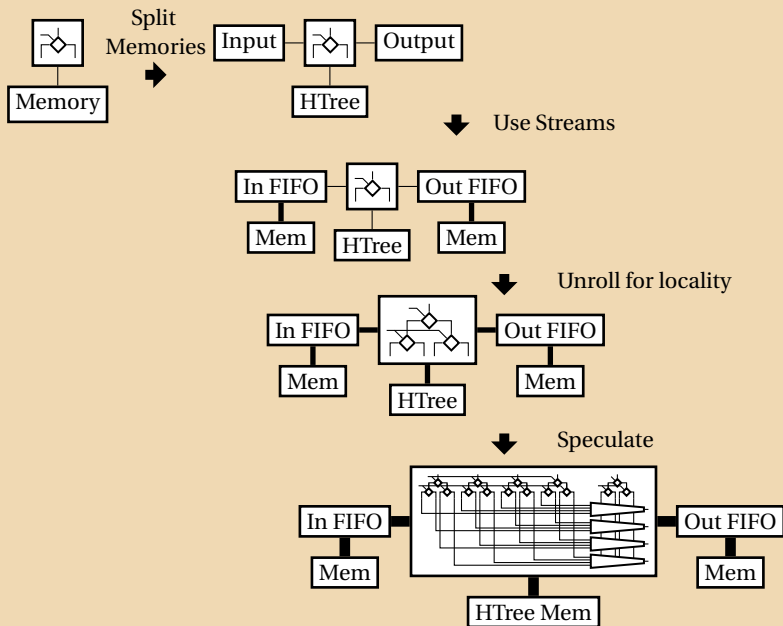 Split
Memories
Input
Output
Memory
HTree
Use Streams
In FIFO
Out FIFO
Mem
HTree
Mem
Unroll for locality
In FIFO
Out FIFO
Mem
HTree
Mem
Speculate
In FIFO
Out FIFO
Mem
Mem
HTree Mem